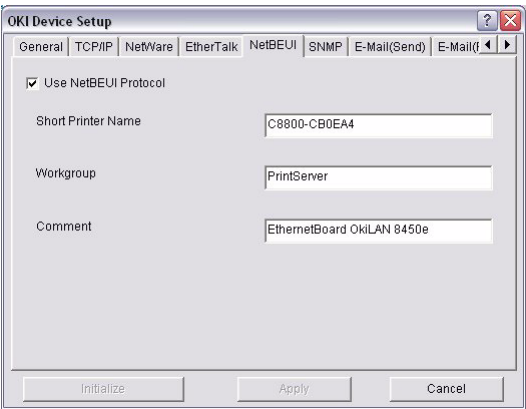 OKI Device Setup
General TCP/IP NetWare EtherTalk NetBEUI SNMP E-Mail(Send)
Use NetBEUI Protocol
Short Printer Name C8800-CB0EA4
Workgroup PrintServer
Comment EthernetBoard OkiLAN 8450e
Initialize Apply Cancel